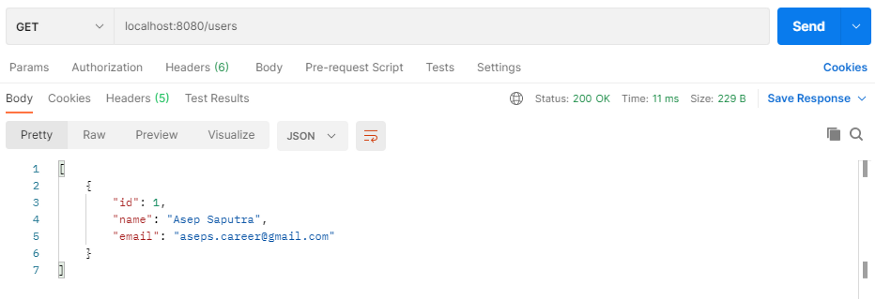 GET localhost:8080/users Send
Params Authorization Headers (6) Body Pre-request Script Tests Settings Cookies
Body Cookies Headers (5) Test Results Status: 200 OK Time: 11 ms Size: 229 B Save Response
Pretty Raw Preview Visualize JSON
1 [
2 {
3 "id": 1,
4 "name": "Asep Saputra",
5 "email": "aseps.career@gmail.com"
6 }
7 ]